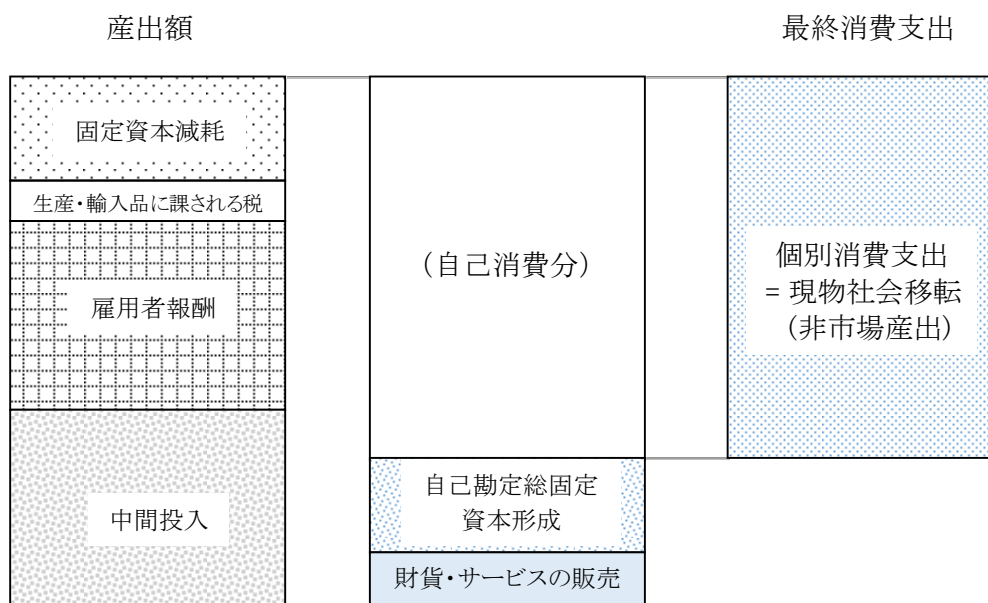 産出額
最終消費支出
固定資本減耗
生産・輸入品に課される税
雇用者報酬
中間投入
(自己消費分)
自己勘定総固定
資本形成
財貨・サービスの販売
個別消費支出
= 現物社会移転
(非市場産出)